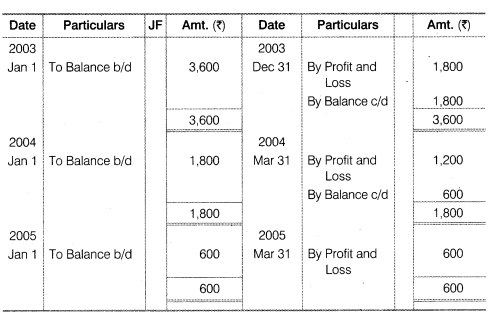 Date Particulars JF Amt. (₹) Date Particulars Amt. (₹)
2003 2003
Jan 1 To Balance b/d 3,600 Dec 31 By Profit and 1,800
Loss
By Balance c/d 1,800
3,600 3,600
2004 2004
Jan 1 To Balance b/d 1,800 Mar 31 By Profit and 1,200
Loss
By Balance c/d 600
1,800 1,800
2005 2005
Jan 1 To Balance b/d 600 Mar 31 By Profit and 600
Loss
600 600